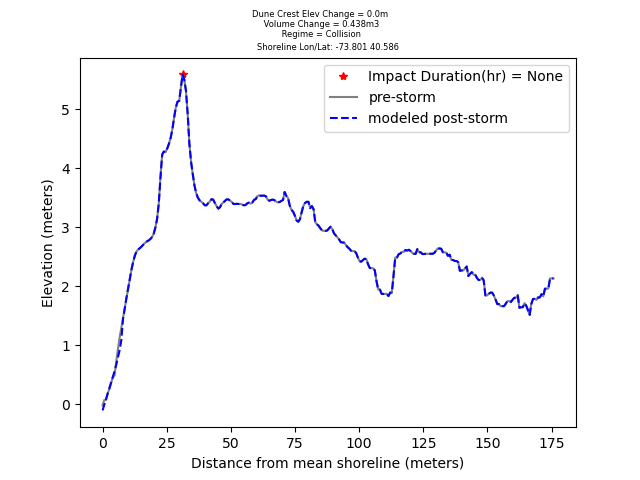 Dune Crest Elev Change = 0.0m
Volume Change = 0.438m3
Regime = Collision
Shoreline Lon/Lat: -73.801 40.586
Impact Duration(hr) = None
pre-storm
modeled post-storm
Elevation (meters)
5
4
3
2
1
0
0 25 50 75 100 125 150 175
Distance from mean shoreline (meters)